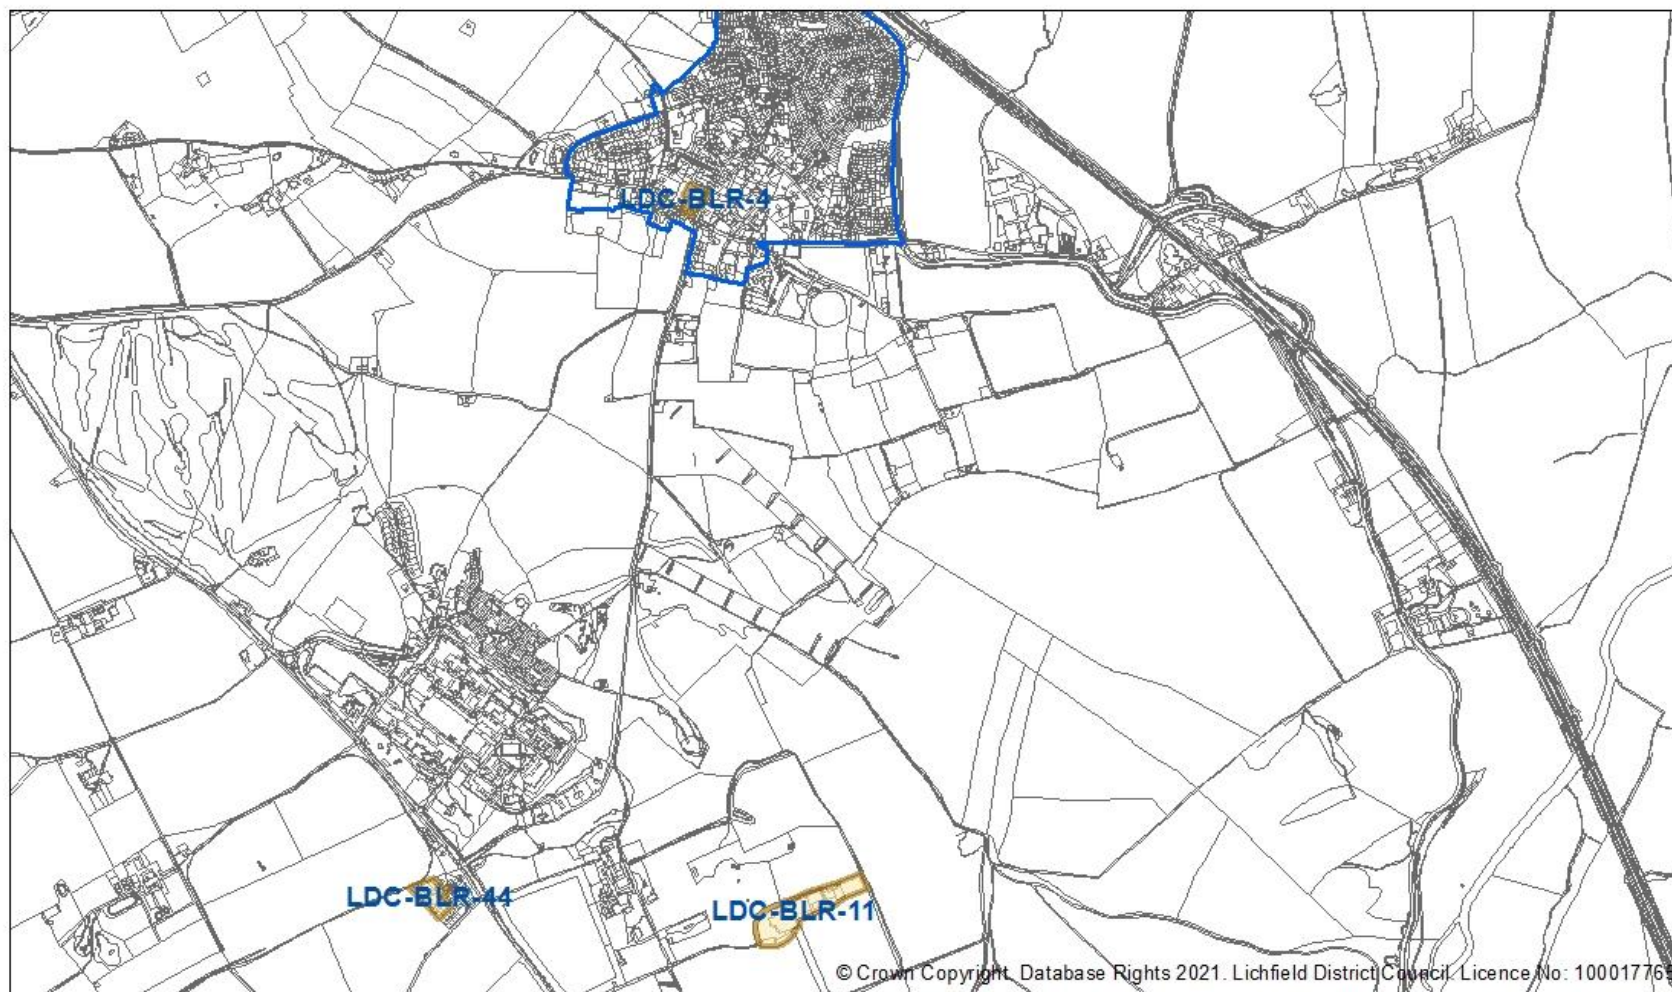 LDC-BLR-4
LDC-BLR-44
LDC-BLR-11
© Crown Copyright. Database Rights 2021. Lichfield District Council. Licence No: 100017765